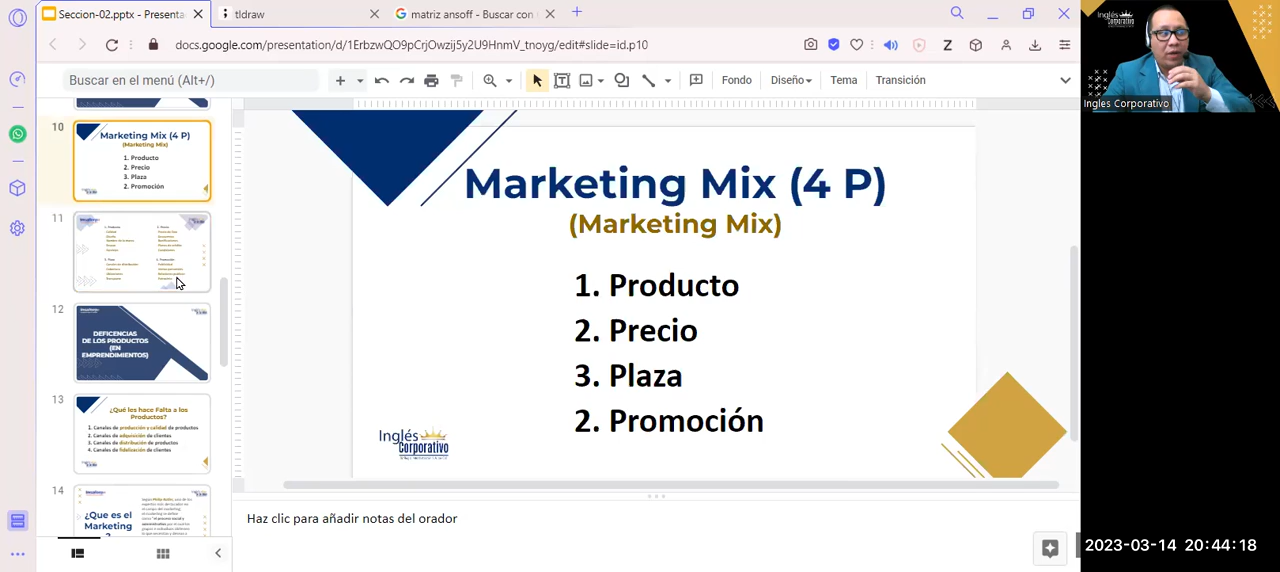 Seccion-02.pptx - Presenta
tldraw
matriz ansoff - Buscar con
docs.google.com/presentation/d/1ErbzwQO9PCrjOwzij5y2U9HnmV_tnoyg/edit#slide=id.p10
Buscar en el menú (Alt+/)
Fondo
Diseño
Tema
Transición
Inglés
Corporativo
Ingles Corporativo
10
Marketing Mix (4 P)
(Marketing Mix)
1. Producto
2. Precio
3. Plaza
2. Promoción
11
12
DEFICENCIAS
DE LOS PRODUCTOS
(EN
EMPRENDIMIENTOS)
13
¿Qué les hace Falta a los
Productos?
1. Canales de producción y calidad de productos
2. Canales de adquisición de clientes
3. Canales de distribución de productos
4. Canales de fidelización de clientes
14
¿Que es el
Marketing
?
Marketing Mix (4 P)
(Marketing Mix)
1. Producto
2. Precio
3. Plaza
2. Promoción
Inglés
Corporativo
Haz clic para añadir notas del orador
2023-03-14 20:44:18